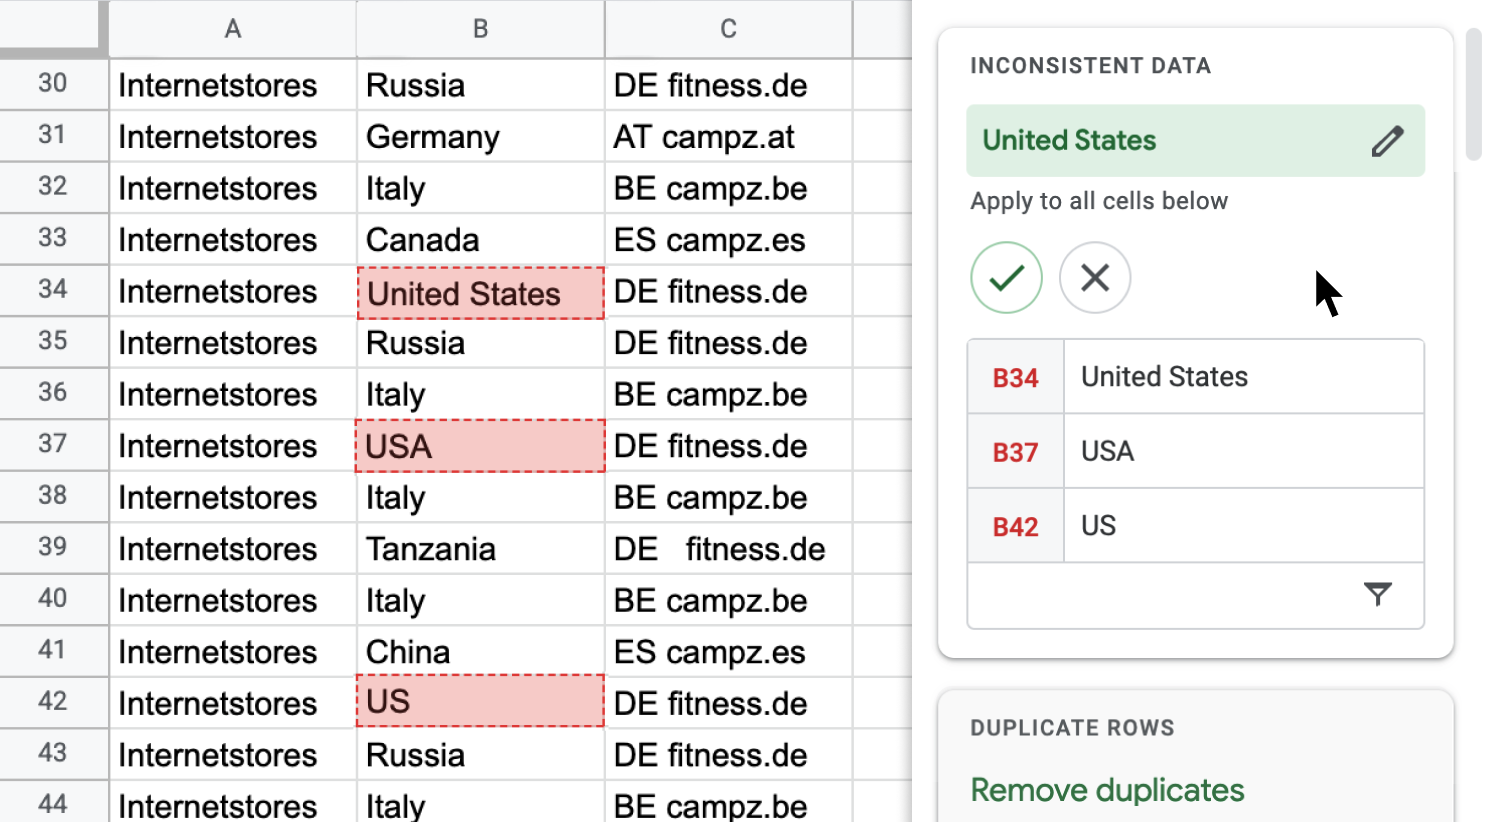 A B C
30 Internetstores Russia DE fitness.de
31 Internetstores Germany AT campz.at
32 Internetstores Italy BE campz.be
33 Internetstores Canada ES campz.es
34 Internetstores United States DE fitness.de
35 Internetstores Russia DE fitness.de
36 Internetstores Italy BE campz.be
37 Internetstores USA DE fitness.de
38 Internetstores Italy BE campz.be
39 Internetstores Tanzania DE   fitness.de
40 Internetstores Italy BE campz.be
41 Internetstores China ES campz.es
42 Internetstores US DE fitness.de
43 Internetstores Russia DE fitness.de
44 Internetstores Italy BE campz.be
INCONSISTENT DATA
United States
Apply to all cells below
B34 United States
B37 USA
B42 US
DUPLICATE ROWS
Remove duplicates